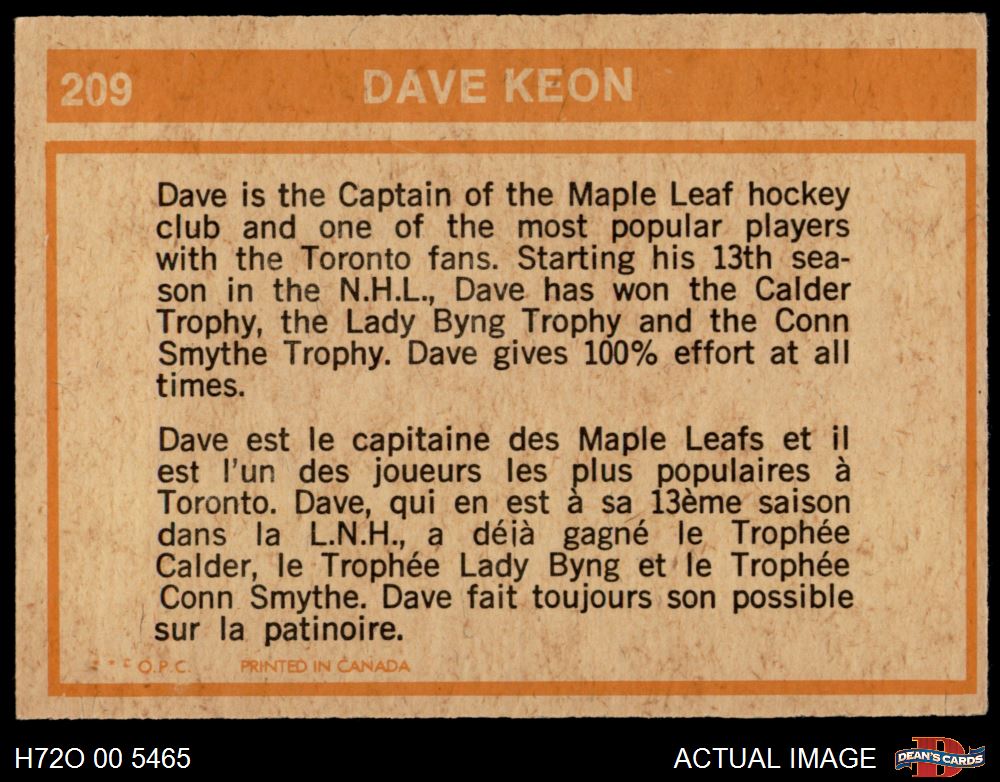 209 DAVE KEON
Dave is the Captain of the Maple Leaf hockey
club and one of the most popular players
with the Toronto fans. Starting his 13th sea-
son in the N.H.L., Dave has won the Calder
Trophy, the Lady Byng Trophy and the Conn
Smythe Trophy. Dave gives 100% effort at all
times.
Dave est le capitaine des Maple Leafs et il
est l'un des joueurs les plus populaires à
Toronto. Dave, qui en est à sa 13ème saison
dans la L.N.H., a déjà gagné le Trophée
Calder, le Trophée Lady Byng et le Trophée
Conn Smythe. Dave fait toujours son possible
sur la patinoire.
O.P.C. PRINTED IN CANADA
H72O 00 5465 ACTUAL IMAGE D DEAN'S CARDS